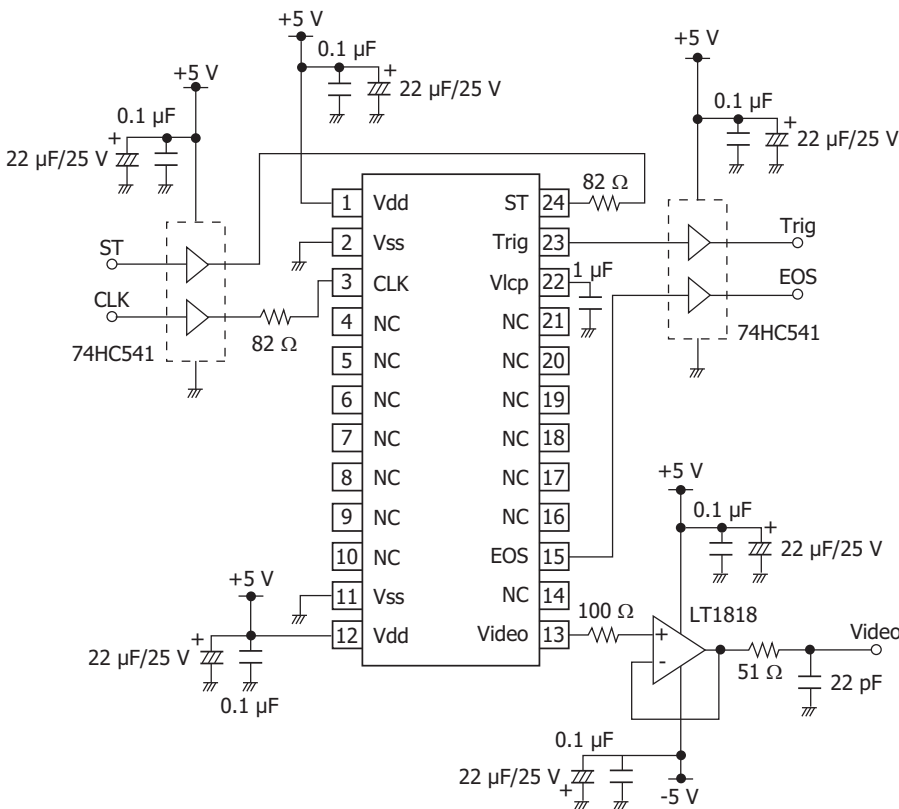 +5 V
0.1 µF
+
22 µF/25 V
+5 V
0.1 µF
+
22 µF/25 V
+5 V
0.1 µF
+
22 µF/25 V
ST
CLK
74HC541
82 Ω
82 Ω
1 Vdd
2 Vss
3 CLK
4 NC
5 NC
6 NC
7 NC
8 NC
9 NC
10 NC
11 Vss
12 Vdd
ST 24
Trig 23
Vlcp 22
NC 21
NC 20
NC 19
NC 18
NC 17
NC 16
EOS 15
NC 14
Video 13
1 µF
Trig
EOS
74HC541
+5 V
+
22 µF/25 V
0.1 µF
+5 V
0.1 µF
+
22 µF/25 V
100 Ω
LT1818
+
-
51 Ω
Video
22 pF
0.1 µF
22 µF/25 V
+
-5 V